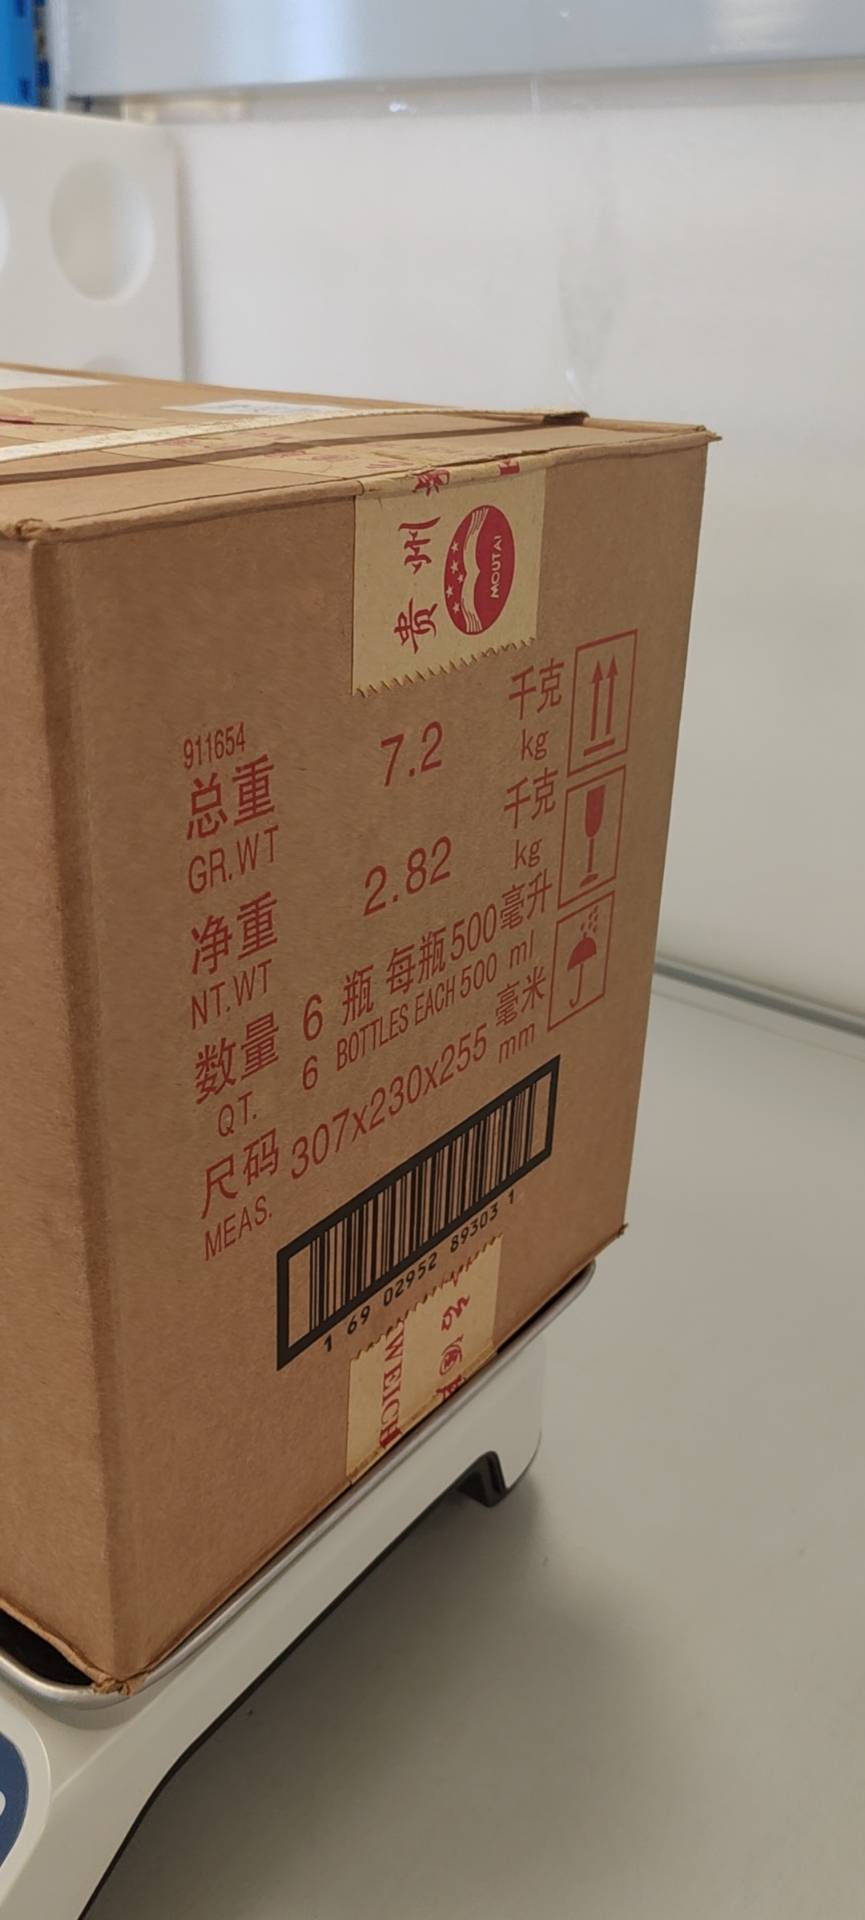 贵州
MOUTAI
911654
总重 7.2 千克
GR.WT kg
净重 2.82 千克
NT.WT kg
数量 6 瓶 每瓶500毫升
QT. 6 BOTTLES EACH 500 ml
尺码 307x230x255 毫米
MEAS. mm
1 69 02952 89303 1
WEICH